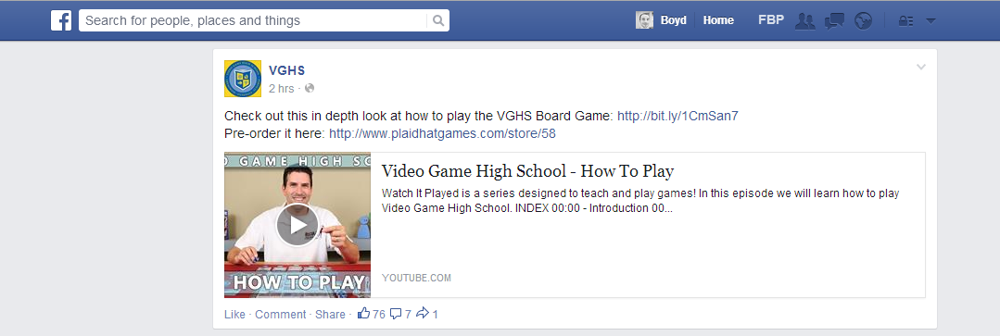 Search for people, places and things
Boyd Home FBP
VGHS
2 hrs ·
Check out this in depth look at how to play the VGHS Board Game: http://bit.ly/1CmSan7
Pre-order it here: http://www.plaidhatgames.com/store/58
O GAME HIGH SC
HOW TO PLAY
Video Game High School - How To Play
Watch It Played is a series designed to teach and play games! In this episode we will learn how to play
Video Game High School. INDEX 00:00 - Introduction 00...
YOUTUBE.COM
Like · Comment · Share · 76 7 1